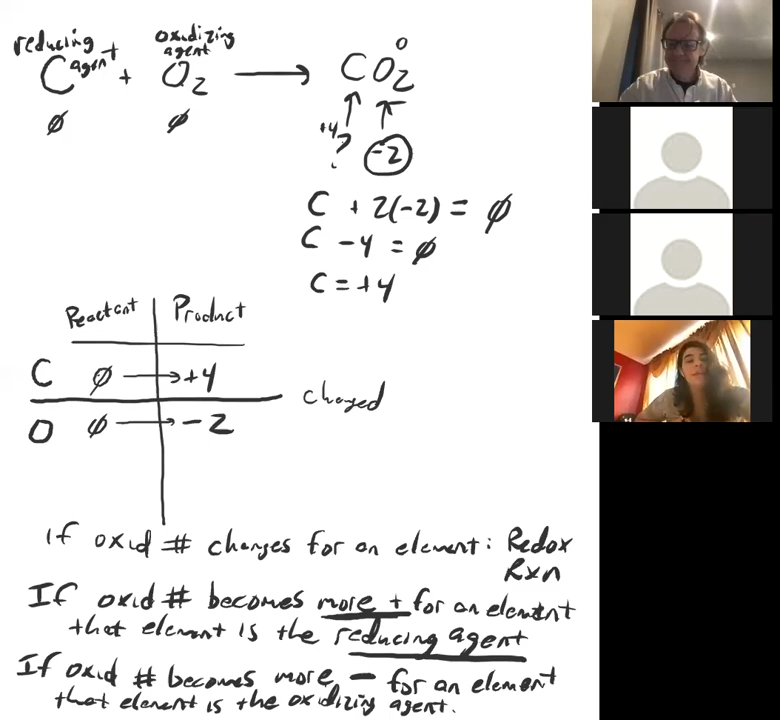 reducing agent
oxidizing agent
C + O2 → CO2 0
∅ ∅ +4 ? -2
C + 2(-2) = ∅
C - 4 = ∅
C = +4
Reactant Product
C ∅ → +4
changed
O ∅ → -2
If oxid # changes for an element: Redox
Rxn
If oxid # becomes more + for an element
that element is the reducing agent
If oxid # becomes more - for an element
that element is the oxidizing agent.